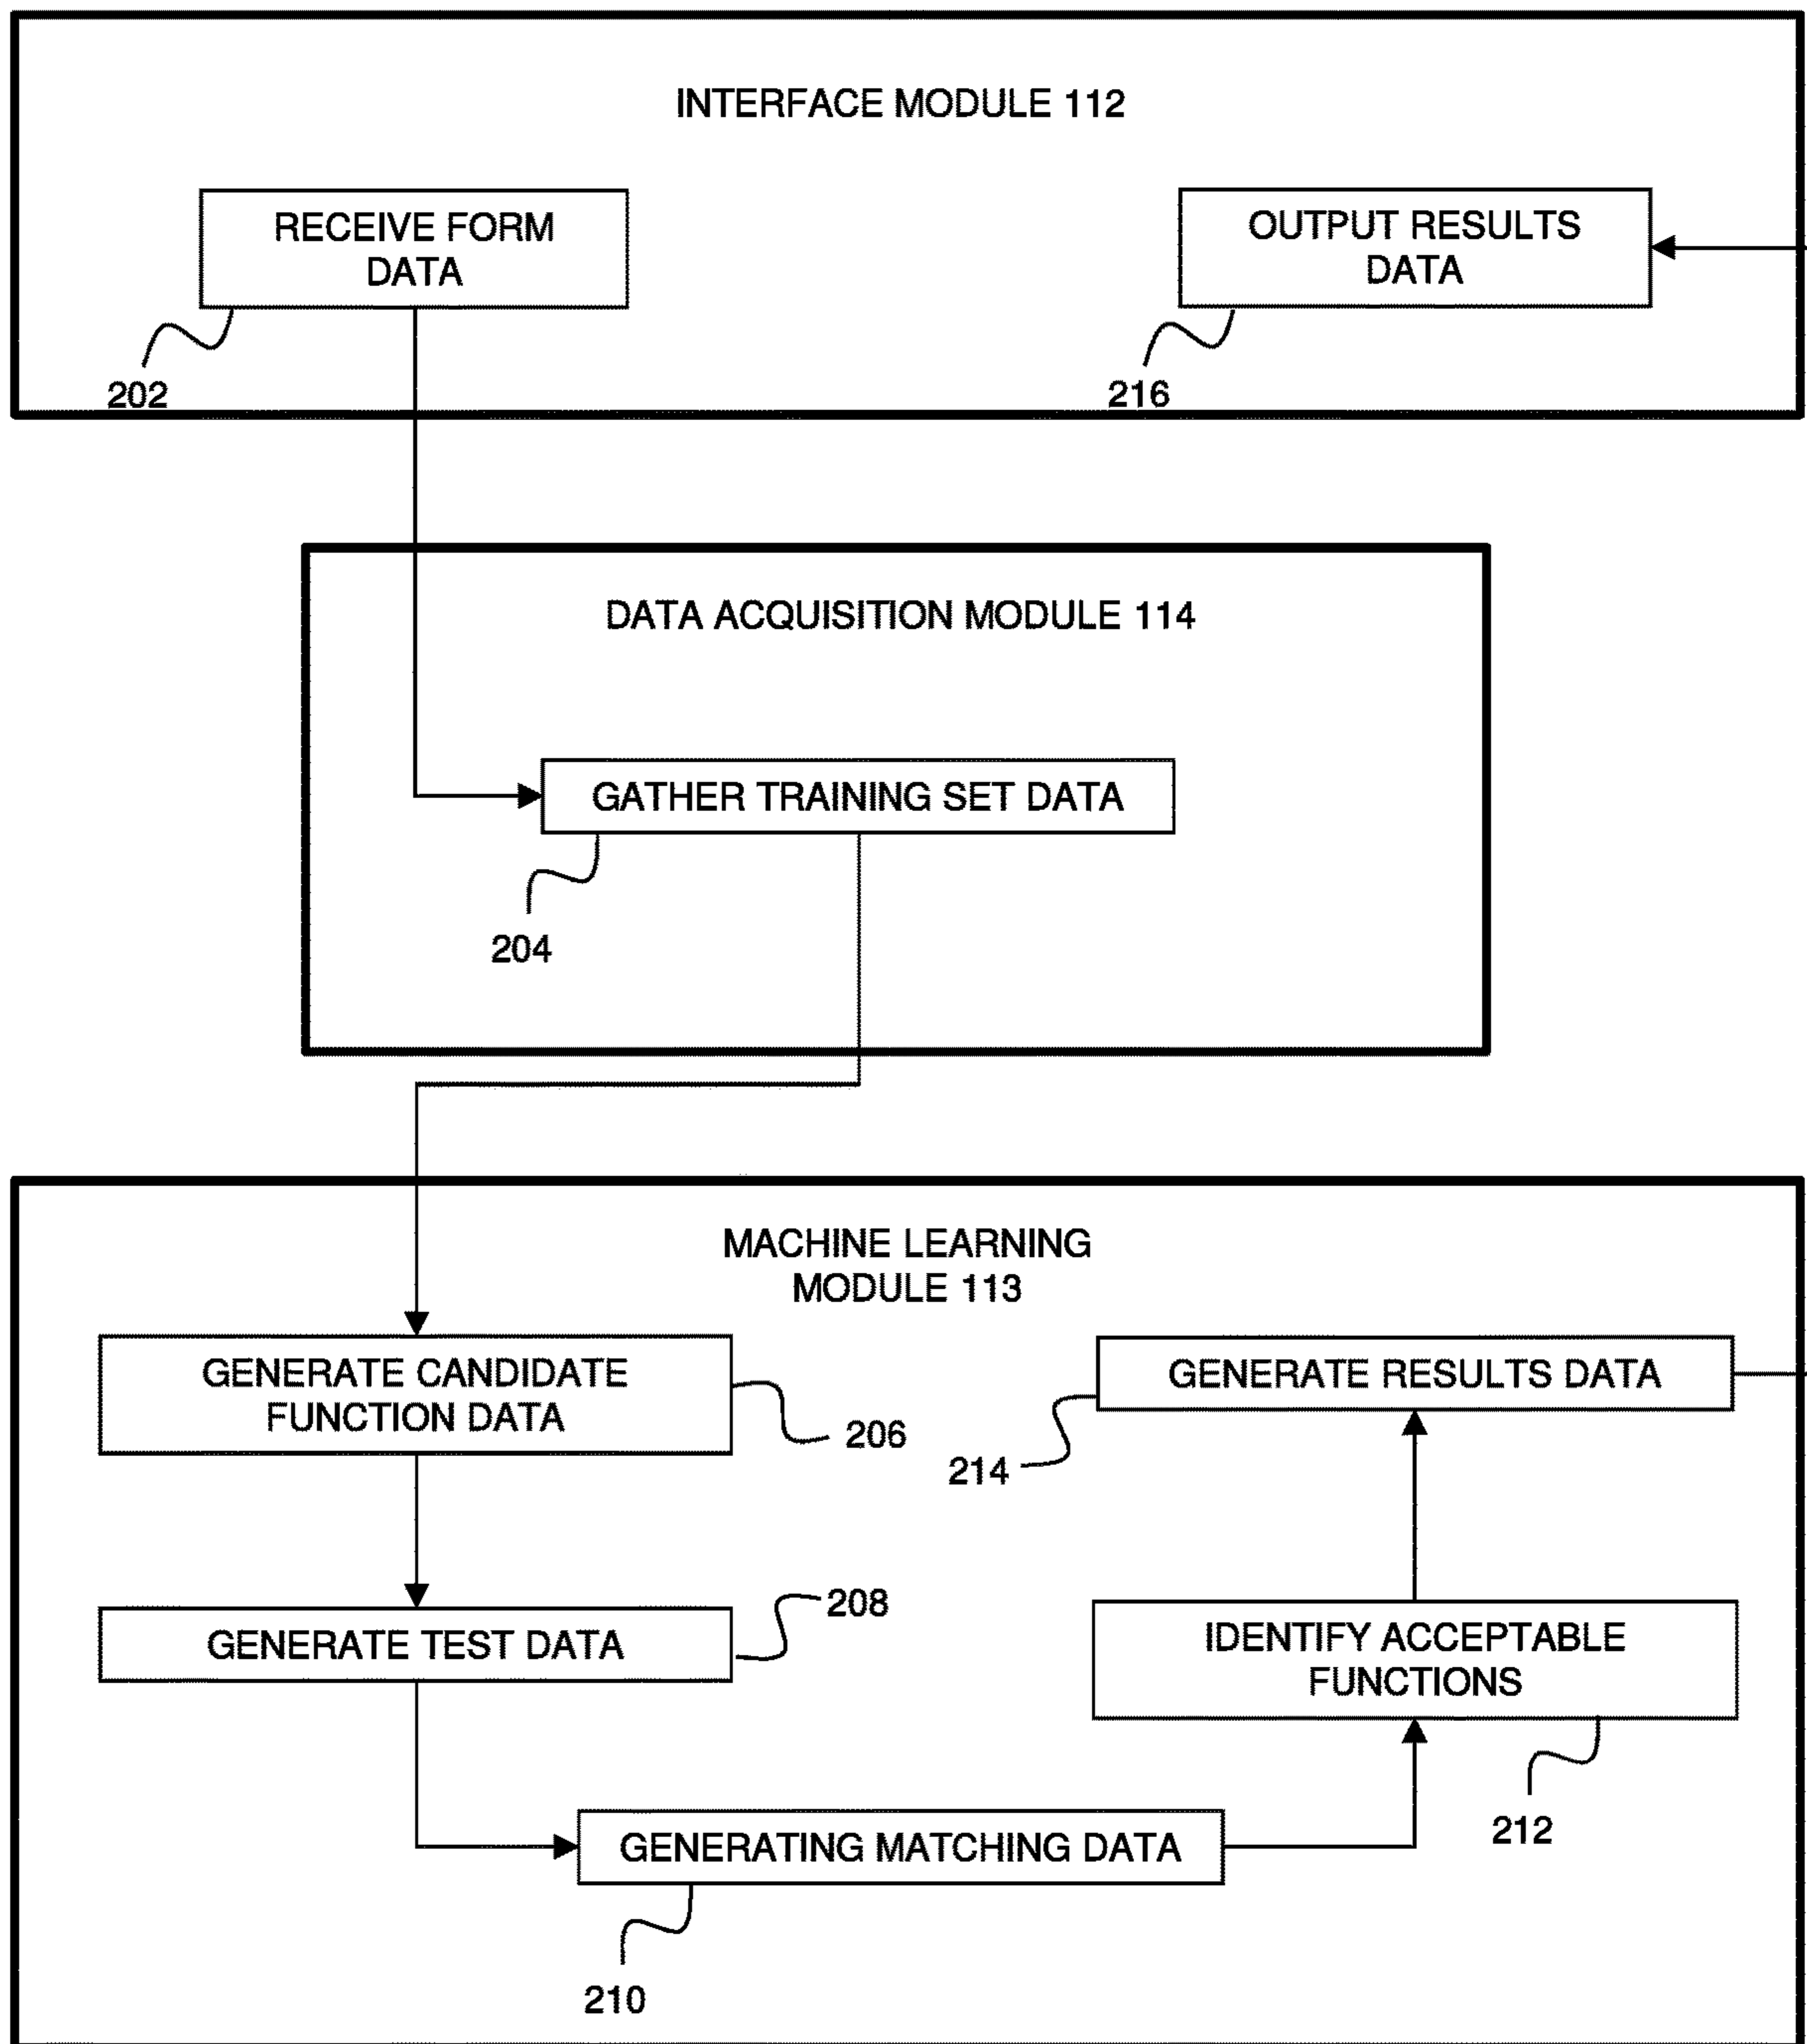 INTERFACE MODULE 112
RECEIVE FORM
DATA
202
OUTPUT RESULTS
DATA
216
DATA ACQUISITION MODULE 114
GATHER TRAINING SET DATA
204
MACHINE LEARNING
MODULE 113
GENERATE CANDIDATE
FUNCTION DATA
206
GENERATE RESULTS DATA
214
GENERATE TEST DATA
208
IDENTIFY ACCEPTABLE
FUNCTIONS
212
GENERATING MATCHING DATA
210